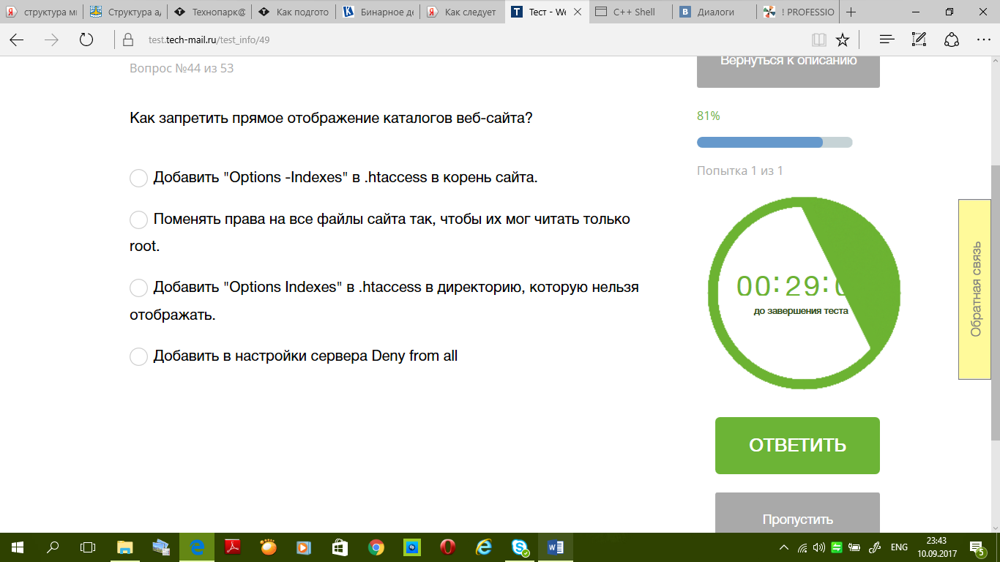 структура ми
Структура ад
Технопарк@
Как подгото
Бинарное де
Как следует
Тест - We
C++ Shell
Диалоги
! PROFESSIO
test.tech-mail.ru/test_info/49
Вопрос №44 из 53
Вернуться к описанию
Как запретить прямое отображение каталогов веб-сайта?
81%
Попытка 1 из 1
Добавить "Options -Indexes" в .htaccess в корень сайта.
Поменять права на все файлы сайта так, чтобы их мог читать только
root.
Добавить "Options Indexes" в .htaccess в директорию, которую нельзя
отображать.
Добавить в настройки сервера Deny from all
00:29:
до завершения теста
Обратная связь
ОТВЕТИТЬ
Пропустить
ENG
23:43
10.09.2017
5